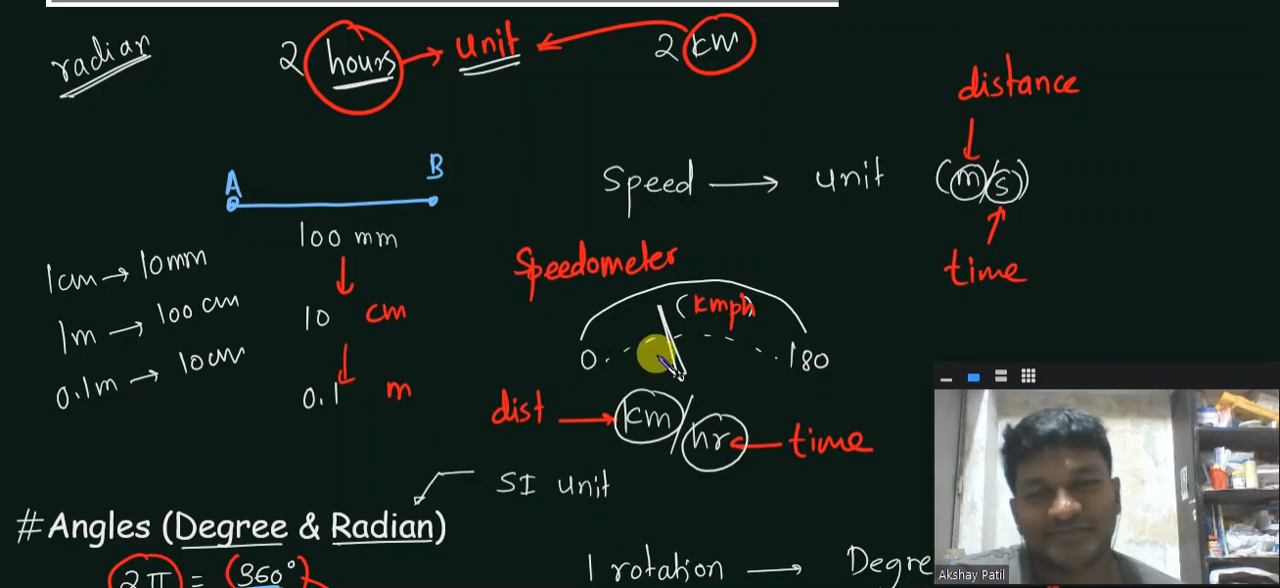 radian
2 hours → unit ← 2 km
distance
A B
Speed → unit (m/s)
100 mm
time
1cm → 10mm
Speedometer
1m → 100 cm
10 cm
(kmph)
0.1m → 10cm
0 180
0.1 m
dist → km/hr ← time
SI unit
#Angles (Degree & Radian)
2π = (360°)
1 rotation → Degre
Akshay Patil